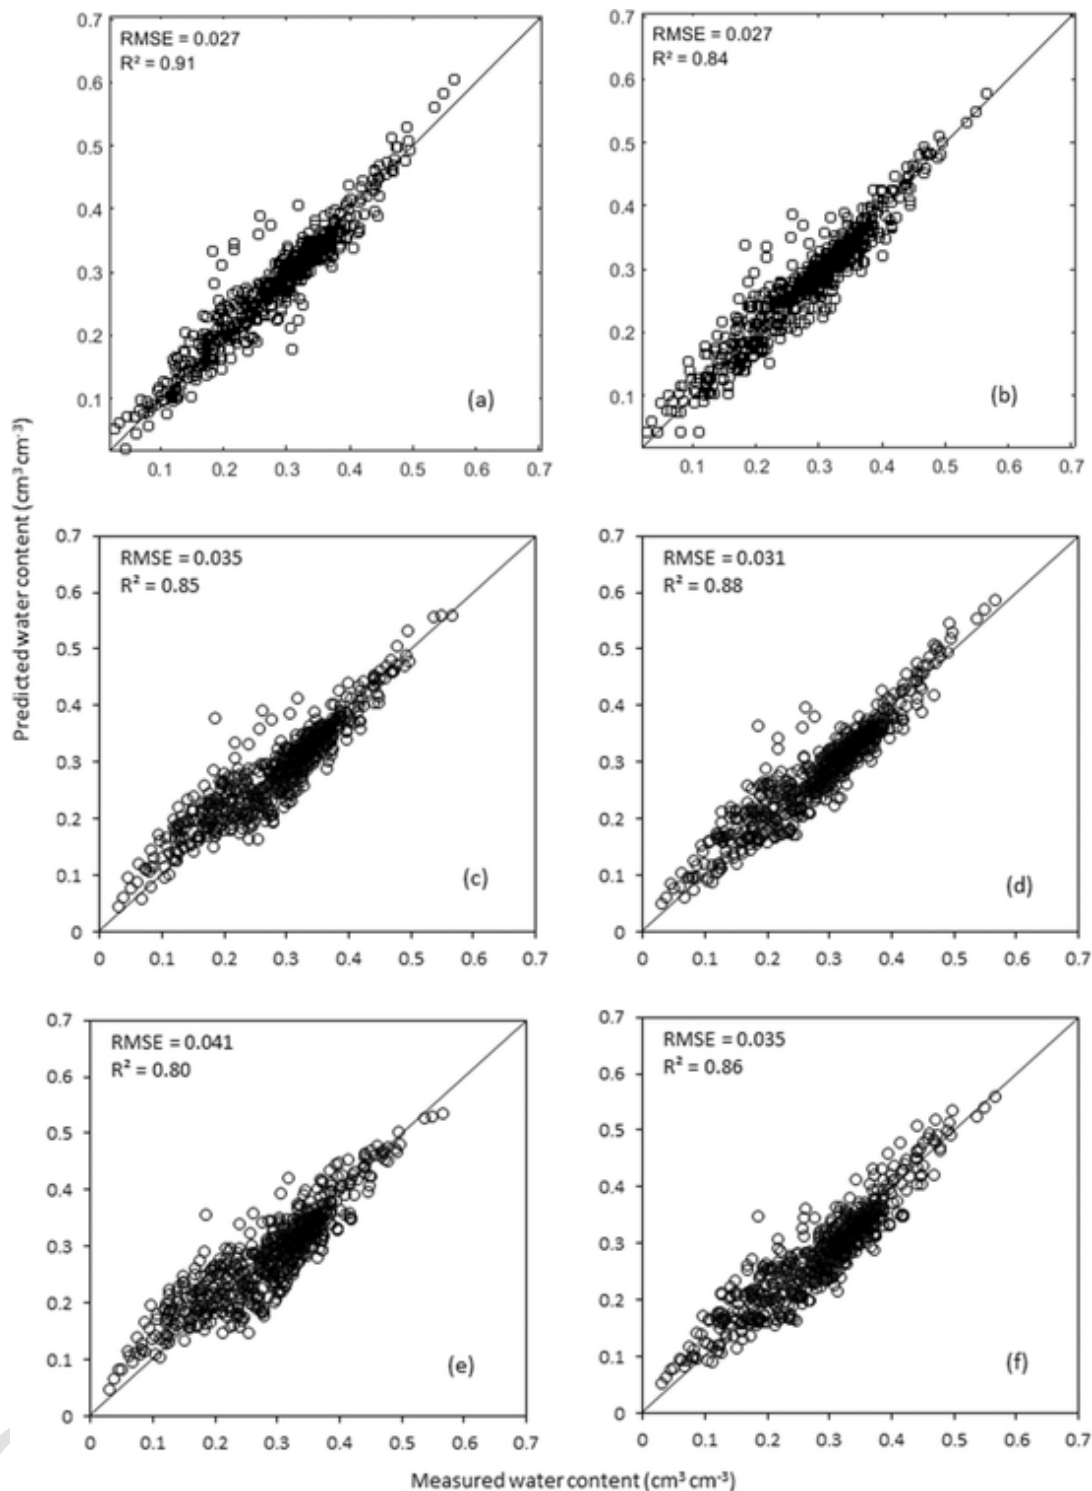 0.7
RMSE = 0.027
R² = 0.91
0.6
0.5
0.4
0.3
0.2
0.1
(a)
0.1 0.2 0.3 0.4 0.5 0.6 0.7
0.7
RMSE = 0.027
R² = 0.84
0.6
0.5
0.4
0.3
0.2
0.1
(b)
0.1 0.2 0.3 0.4 0.5 0.6 0.7
Predicted water content (cm³ cm⁻³)
0.7
RMSE = 0.035
R² = 0.85
0.6
0.5
0.4
0.3
0.2
0.1
(c)
0
0 0.1 0.2 0.3 0.4 0.5 0.6 0.7
0.7
RMSE = 0.031
R² = 0.88
0.6
0.5
0.4
0.3
0.2
0.1
(d)
0
0 0.1 0.2 0.3 0.4 0.5 0.6 0.7
0.7
RMSE = 0.041
R² = 0.80
0.6
0.5
0.4
0.3
0.2
0.1
(e)
0
0 0.1 0.2 0.3 0.4 0.5 0.6 0.7
0.7
RMSE = 0.035
R² = 0.86
0.6
0.5
0.4
0.3
0.2
0.1
(f)
0
0 0.1 0.2 0.3 0.4 0.5 0.6 0.7
Measured water content (cm³ cm⁻³)